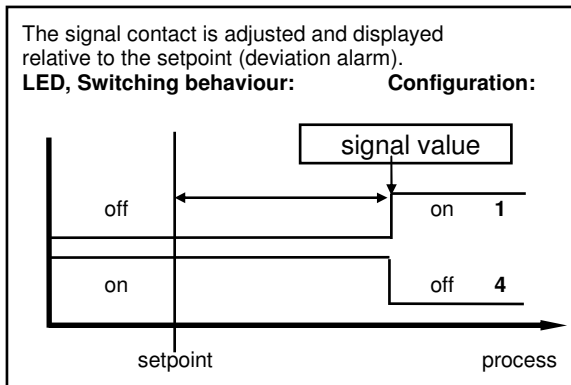 The signal contact is adjusted and displayed
relative to the setpoint (deviation alarm).
LED, Switching behaviour: Configuration:
signal value
off on 1
on off 4
setpoint process